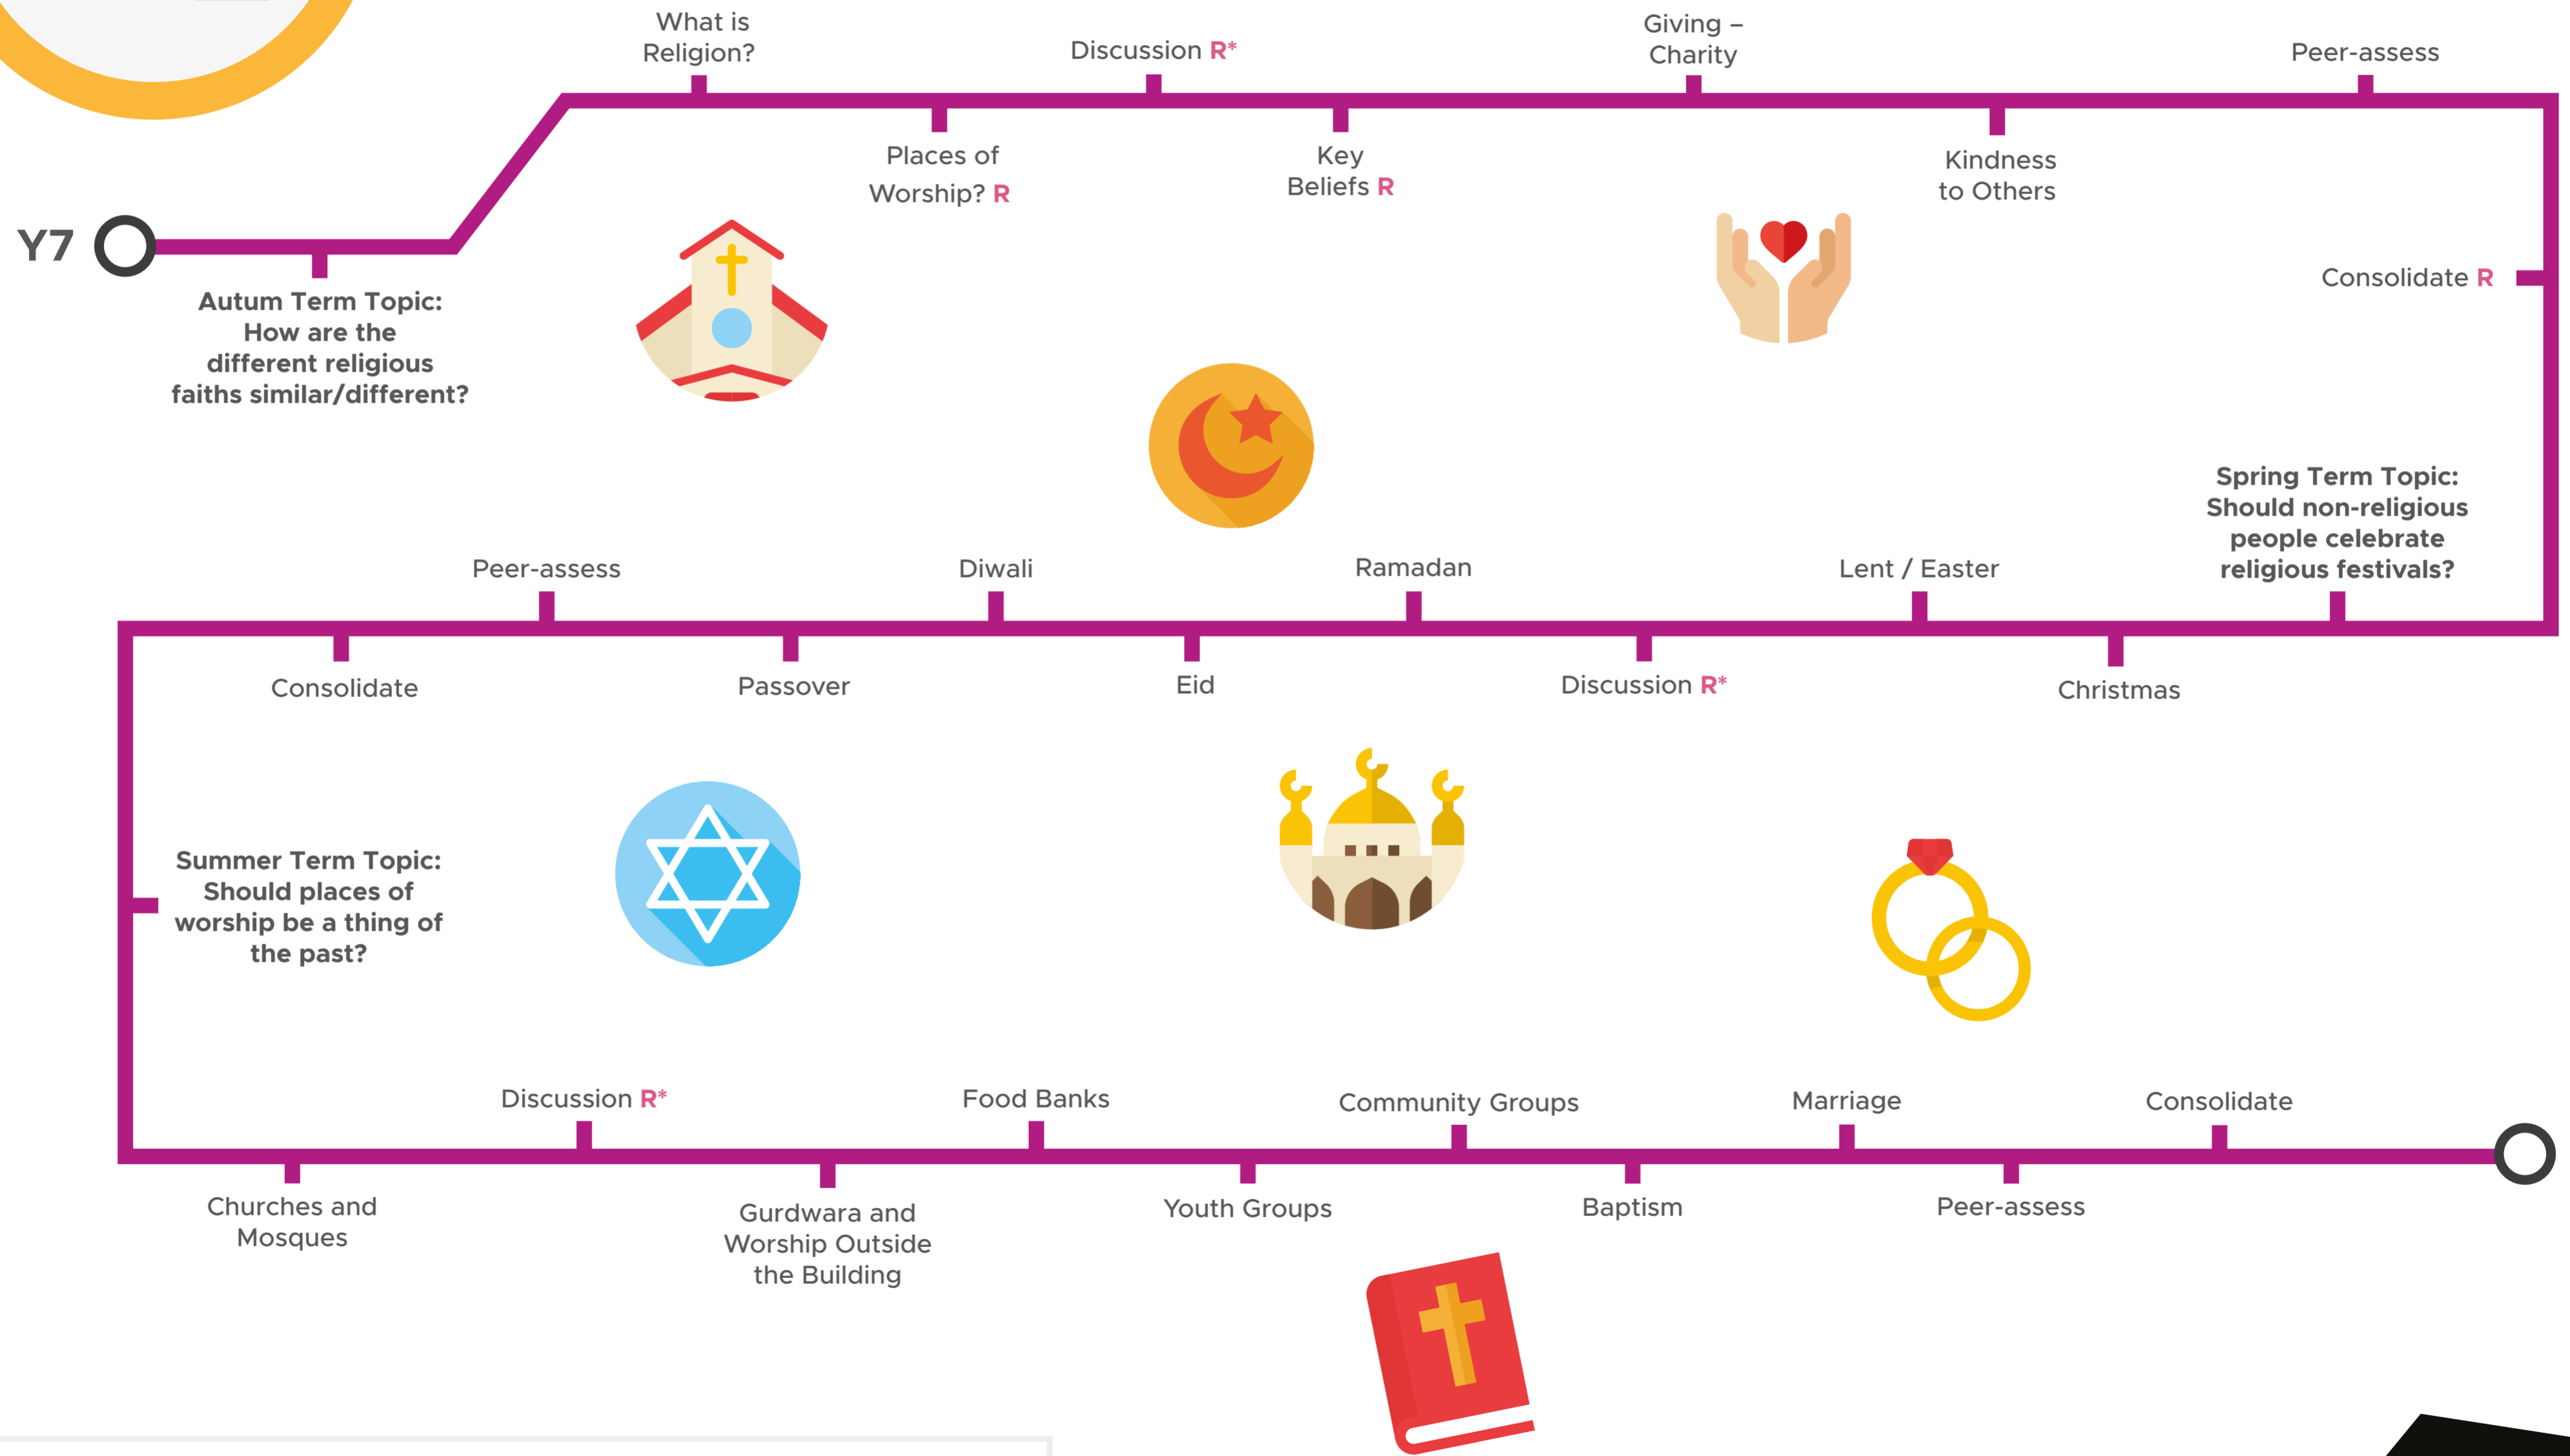 Y7
Autum Term Topic:
How are the
different religious
faiths similar/different?
What is
Religion?
Places of
Worship? R
Discussion R*
Key
Beliefs R
Giving –
Charity
Kindness
to Others
Peer-assess
Consolidate R
Spring Term Topic:
Should non-religious
people celebrate
religious festivals?
Christmas
Lent / Easter
Discussion R*
Ramadan
Eid
Diwali
Passover
Peer-assess
Consolidate
Summer Term Topic:
Should places of
worship be a thing of
the past?
Churches and
Mosques
Discussion R*
Gurdwara and
Worship Outside
the Building
Food Banks
Youth Groups
Community Groups
Baptism
Marriage
Peer-assess
Consolidate